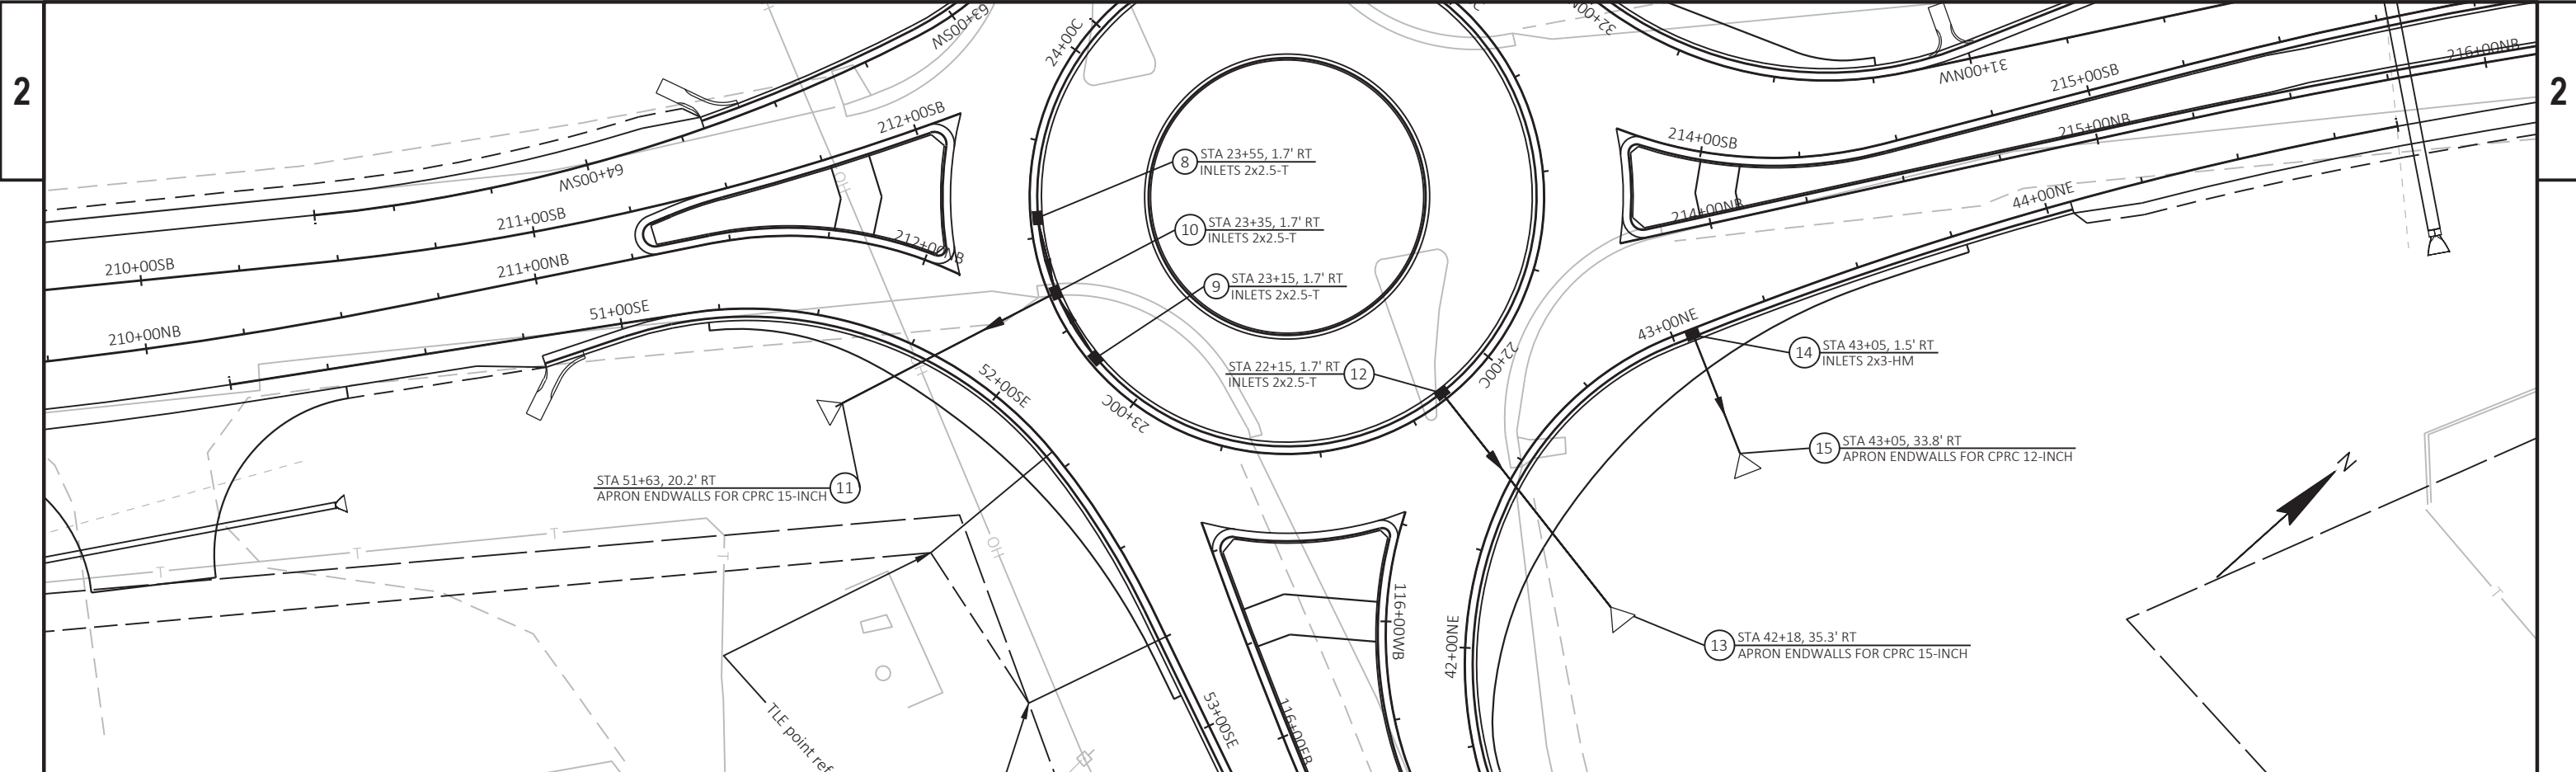 2
2
63+00SW
24+00C
32+00NW
31+00NW
215+00SB
216+00NB
212+00SB
214+00SB
215+00NB
64+00SW
OH
8 STA 23+55, 1.7' RT
INLETS 2x2.5-T
211+00SB
212+00NB
10 STA 23+35, 1.7' RT
INLETS 2x2.5-T
214+00NB
44+00NE
210+00SB
211+00NB
9 STA 23+15, 1.7' RT
INLETS 2x2.5-T
51+00SE
210+00NB
43+00NE
14 STA 43+05, 1.5' RT
INLETS 2x3-HM
STA 22+15, 1.7' RT 12
INLETS 2x2.5-T
22+00C
52+00SE
23+00C
15 STA 43+05, 33.8' RT
APRON ENDWALLS FOR CPRC 12-INCH
STA 51+63, 20.2' RT
APRON ENDWALLS FOR CPRC 15-INCH 11
N
T
T
T
T
OH
T
116+00WB
42+00NE
13 STA 42+18, 35.3' RT
APRON ENDWALLS FOR CPRC 15-INCH
53+00SE
116+00EB
TLE point ref